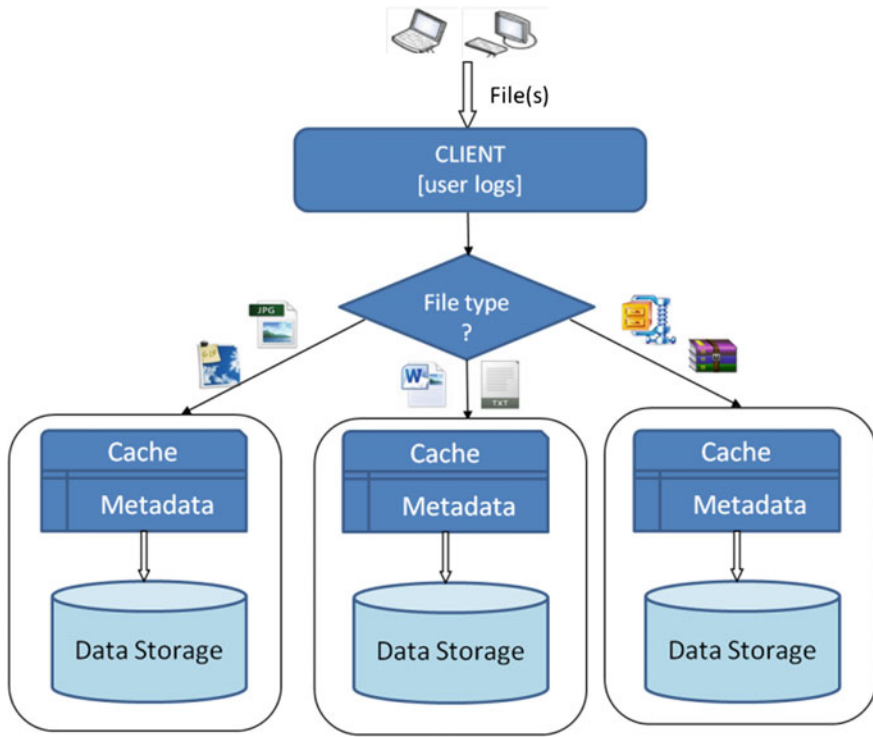 File(s)
CLIENT
[user logs]
File type
?
JPG
GIF
W
TXT
Cache
Metadata
Data Storage
Cache
Metadata
Data Storage
Cache
Metadata
Data Storage